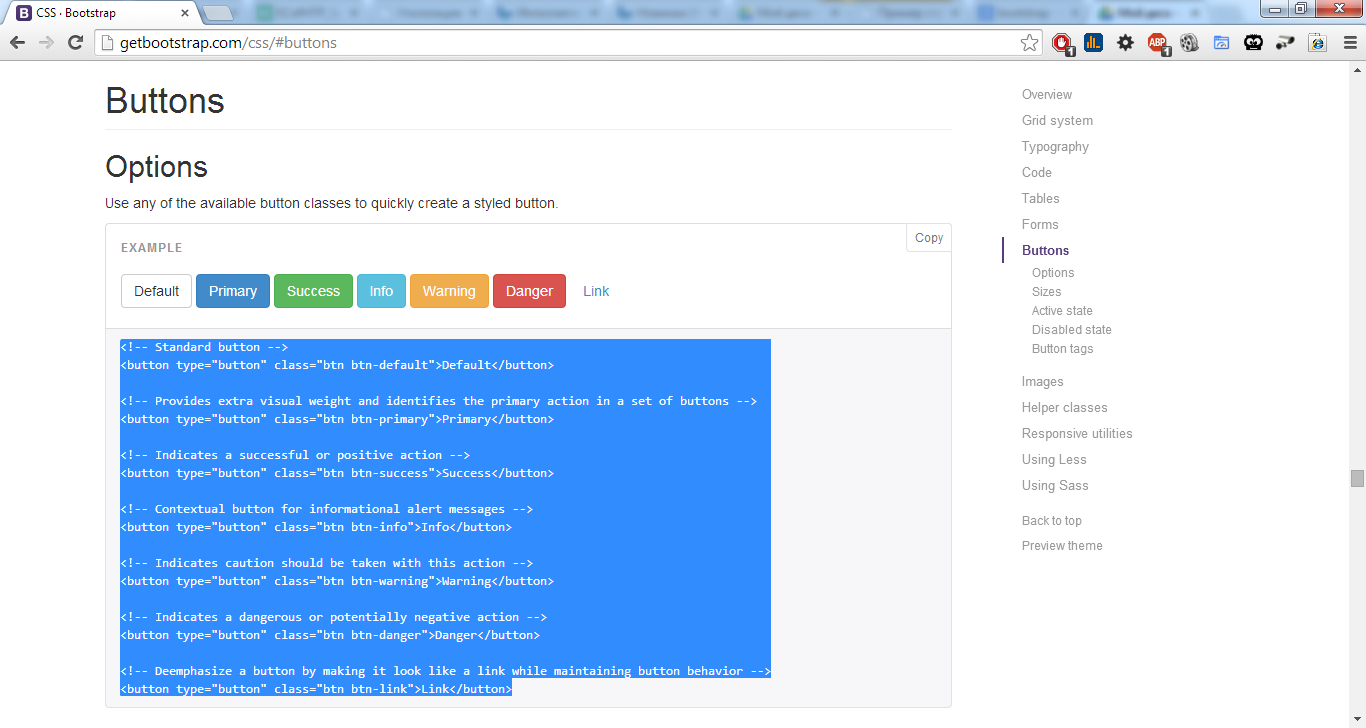 CSS · Bootstrap
getbootstrap.com/css/#buttons
Buttons
Options
Use any of the available button classes to quickly create a styled button.
EXAMPLE
Copy
Default Primary Success Info Warning Danger Link
<!-- Standard button -->
<button type="button" class="btn btn-default">Default</button>
<!-- Provides extra visual weight and identifies the primary action in a set of buttons -->
<button type="button" class="btn btn-primary">Primary</button>
<!-- Indicates a successful or positive action -->
<button type="button" class="btn btn-success">Success</button>
<!-- Contextual button for informational alert messages -->
<button type="button" class="btn btn-info">Info</button>
<!-- Indicates caution should be taken with this action -->
<button type="button" class="btn btn-warning">Warning</button>
<!-- Indicates a dangerous or potentially negative action -->
<button type="button" class="btn btn-danger">Danger</button>
<!-- Deemphasize a button by making it look like a link while maintaining button behavior -->
<button type="button" class="btn btn-link">Link</button>
Overview
Grid system
Typography
Code
Tables
Forms
Buttons
Options
Sizes
Active state
Disabled state
Button tags
Images
Helper classes
Responsive utilities
Using Less
Using Sass
Back to top
Preview theme